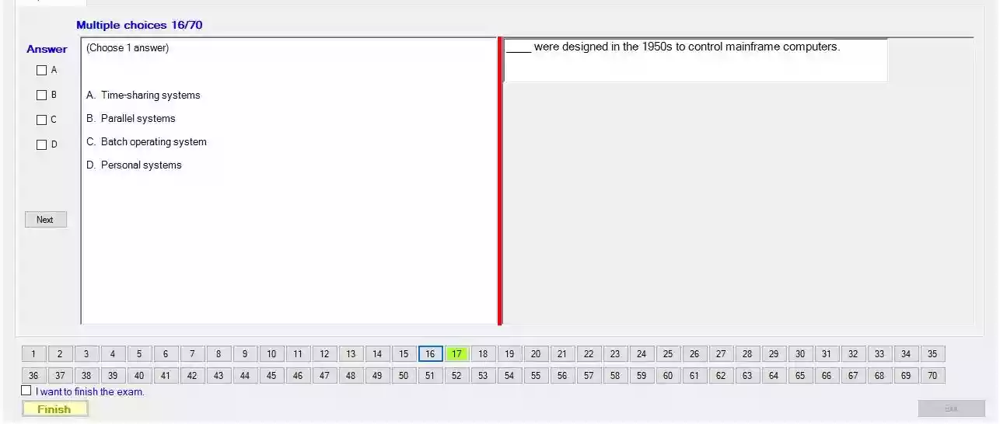 Multiple choices 16/70
Answer
(Choose 1 answer)
____ were designed in the 1950s to control mainframe computers.
A
B
C
D
A. Time-sharing systems
B. Parallel systems
C. Batch operating system
D. Personal systems
Next
1 2 3 4 5 6 7 8 9 10 11 12 13 14 15 16 17 18 19 20 21 22 23 24 25 26 27 28 29 30 31 32 33 34 35
36 37 38 39 40 41 42 43 44 45 46 47 48 49 50 51 52 53 54 55 56 57 58 59 60 61 62 63 64 65 66 67 68 69 70
I want to finish the exam.
Finish
Exit